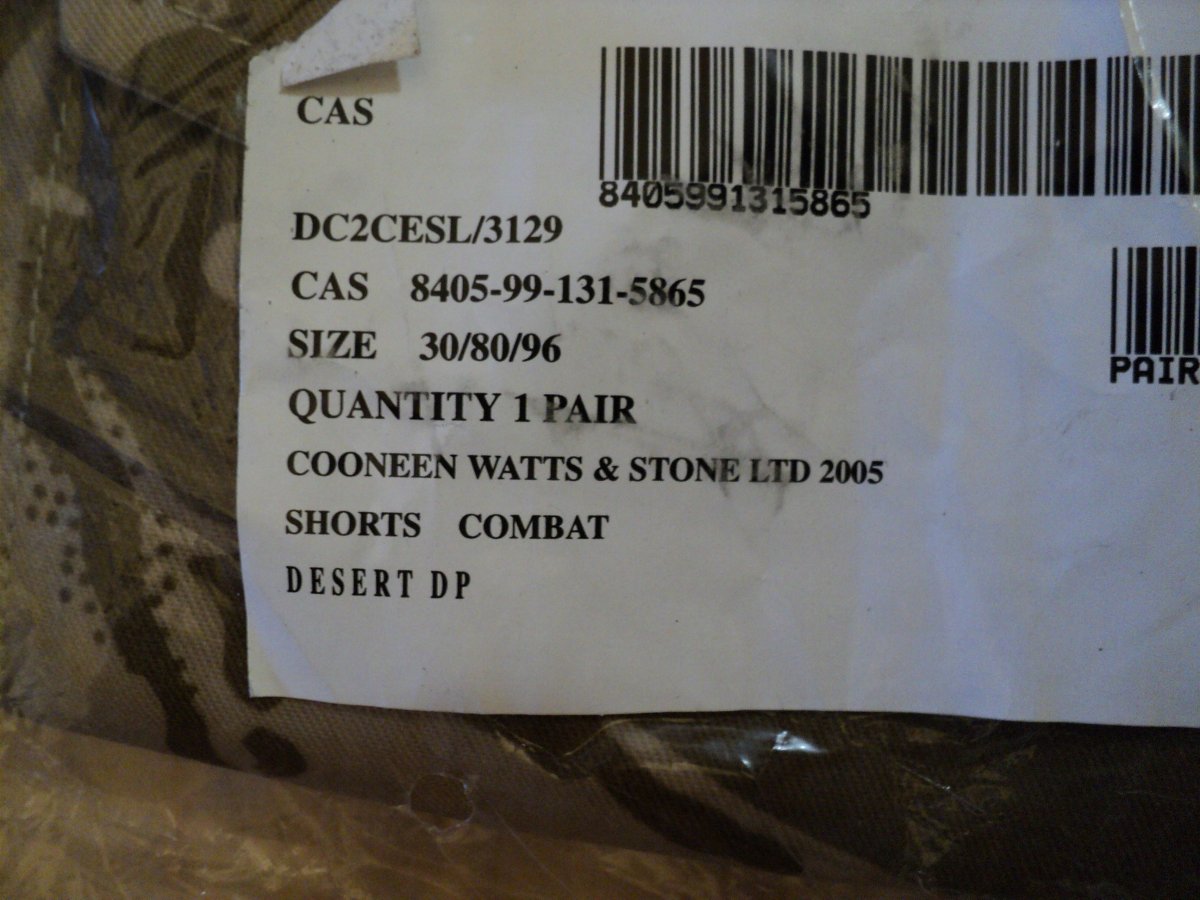 CAS
8405991315865
DC2CESL/3129
CAS 8405-99-131-5865
SIZE 30/80/96
PAIR
QUANTITY 1 PAIR
COONEEN WATTS & STONE LTD 2005
SHORTS COMBAT
DESERT DP